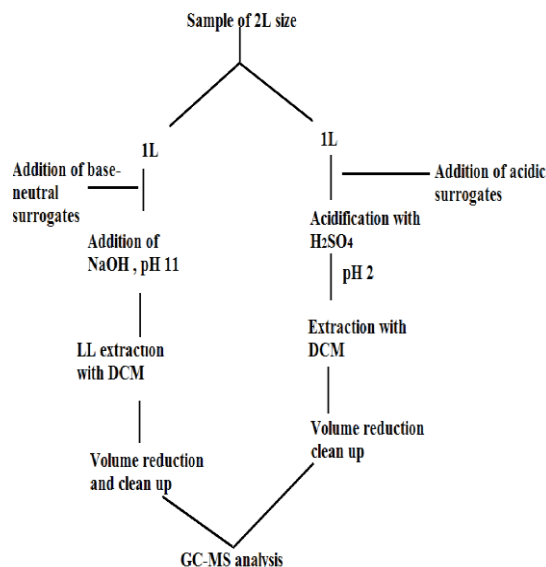 Sample of 2L size
1L
1L
Addition of base-
neutral
surrogates
Addition of acidic
surrogates
Acidification with
H2SO4
Addition of
NaOH , pH 11
pH 2
Extraction with
DCM
LL extraction
with DCM
Volume reduction
clean up
Volume reduction
and clean up
GC-MS analysis